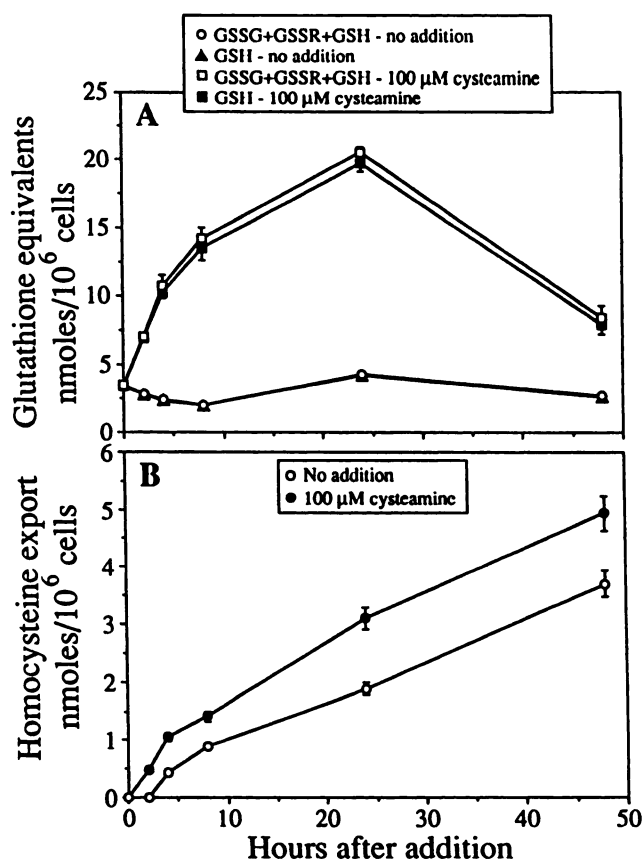 GSSG+GSSR+GSH - no addition
GSH - no addition
GSSG+GSSR+GSH - 100 µM cysteamine
GSH - 100 µM cysteamine
A
25
20
15
10
5
0
Glutathione equivalents
nmoles/10^6 cells
B
No addition
100 µM cysteamine
6
5
4
3
2
1
0
Homocysteine export
nmoles/10^6 cells
0 10 20 30 40 50
Hours after addition